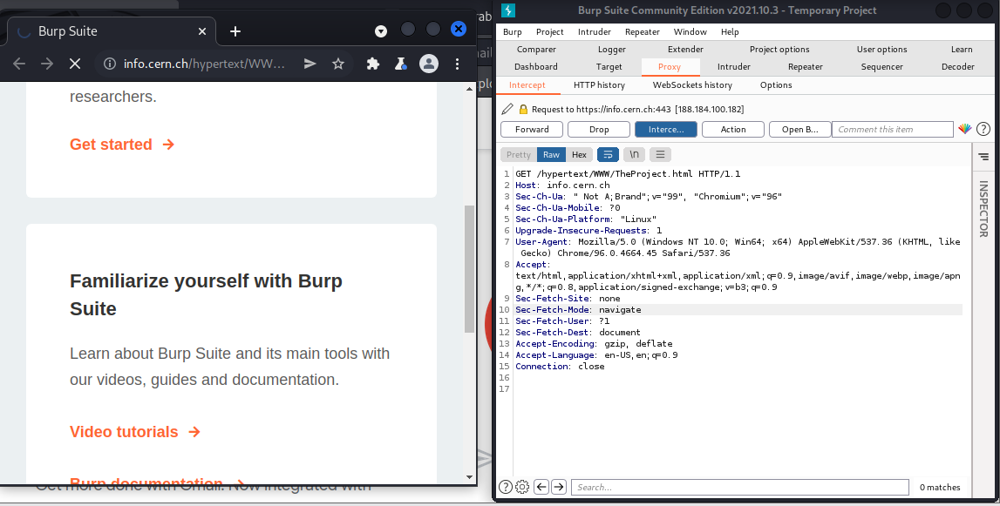 Burp Suite
info.cern.ch/hypertext/WW...
researchers.
Get started →
Familiarize yourself with Burp
Suite
Learn about Burp Suite and its main tools with
our videos, guides and documentation.
Video tutorials →
Burp documentation
Get more done with Gmail. Now integrated with
Burp Suite Community Edition v2021.10.3 - Temporary Project
Burp Project Intruder Repeater Window Help
Comparer Logger Extender Project options User options Learn
Dashboard Target Proxy Intruder Repeater Sequencer Decoder
Intercept HTTP history WebSockets history Options
Request to https://info.cern.ch:443 [188.184.100.182]
Forward Drop Interce... Action Open B... Comment this item
Pretty Raw Hex \n
INSPECTOR
1 GET /hypertext/WWW/TheProject.html HTTP/1.1
2 Host: info.cern.ch
3 Sec-Ch-Ua: " Not A;Brand";v="99", "Chromium";v="96"
4 Sec-Ch-Ua-Mobile: ?0
5 Sec-Ch-Ua-Platform: "Linux"
6 Upgrade-Insecure-Requests: 1
7 User-Agent: Mozilla/5.0 (Windows NT 10.0; Win64; x64) AppleWebKit/537.36 (KHTML, like
Gecko) Chrome/96.0.4664.45 Safari/537.36
8 Accept:
text/html,application/xhtml+xml,application/xml;q=0.9,image/avif,image/webp,image/apn
g,*/*;q=0.8,application/signed-exchange;v=b3;q=0.9
9 Sec-Fetch-Site: none
10 Sec-Fetch-Mode: navigate
11 Sec-Fetch-User: ?1
12 Sec-Fetch-Dest: document
13 Accept-Encoding: gzip, deflate
14 Accept-Language: en-US,en;q=0.9
15 Connection: close
16
17
Search... 0 matches